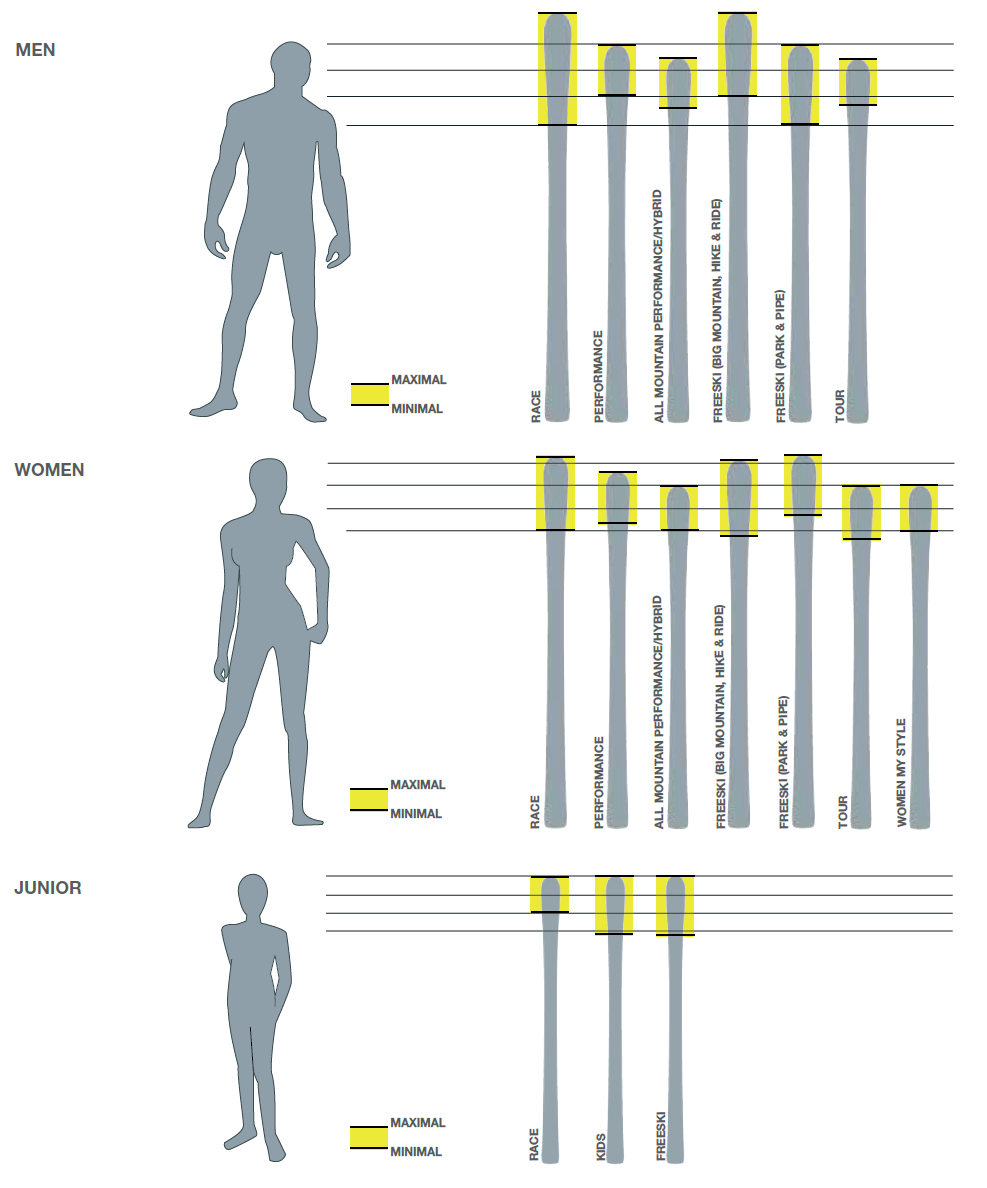 MEN
MAXIMAL
MINIMAL
RACE
PERFORMANCE
ALL MOUNTAIN PERFORMANCE/HYBRID
FREESKI (BIG MOUNTAIN, HIKE & RIDE)
FREESKI (PARK & PIPE)
TOUR
WOMEN
MAXIMAL
MINIMAL
RACE
PERFORMANCE
ALL MOUNTAIN PERFORMANCE/HYBRID
FREESKI (BIG MOUNTAIN, HIKE & RIDE)
FREESKI (PARK & PIPE)
TOUR
WOMEN MY STYLE
JUNIOR
MAXIMAL
MINIMAL
RACE
KIDS
FREESKI